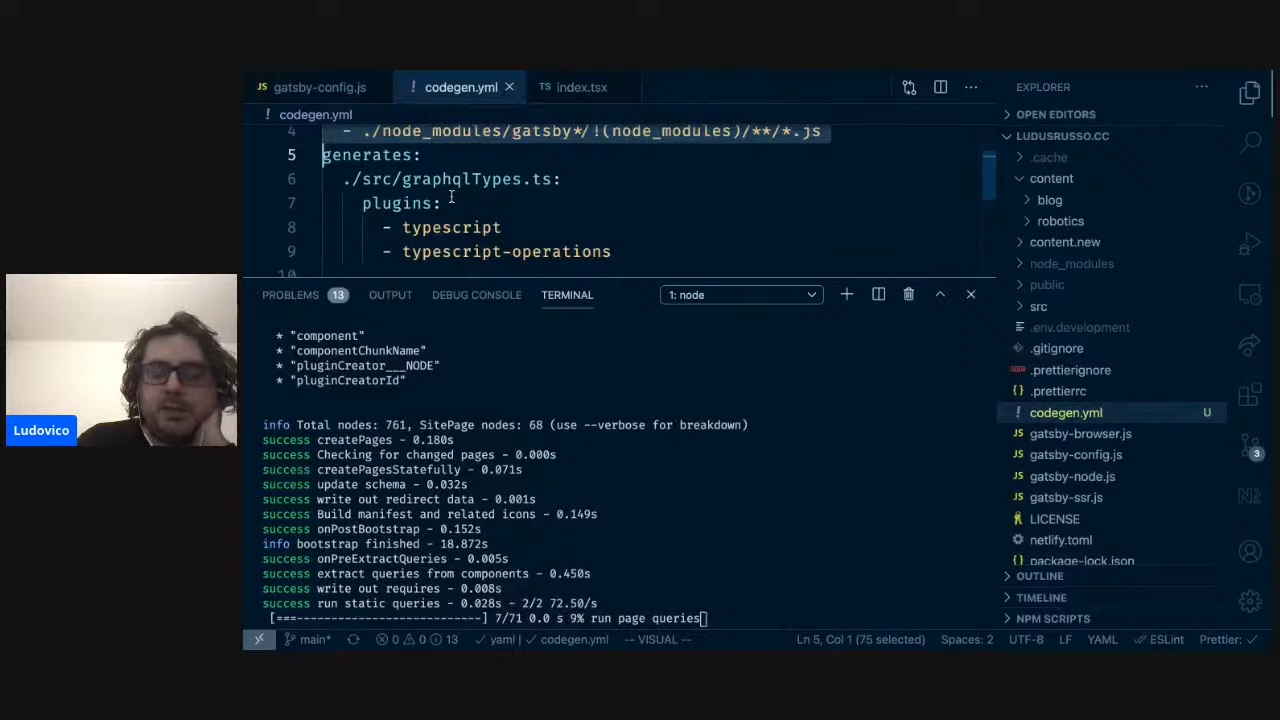 JS gatsby-config.js
! codegen.yml
TS index.tsx
! codegen.yml
4 - ./node_modules/gatsby*/!(node_modules)/**/*.js
5 generates:
6 ./src/graphqlTypes.ts:
7 plugins:
8 - typescript
9 - typescript-operations
10
PROBLEMS 13 OUTPUT DEBUG CONSOLE TERMINAL 1: node
* "component"
* "componentChunkName"
* "pluginCreator___NODE"
* "pluginCreatorId"
info Total nodes: 761, SitePage nodes: 68 (use --verbose for breakdown)
success createPages - 0.180s
success Checking for changed pages - 0.000s
success createPagesStatefully - 0.071s
success update schema - 0.032s
success write out redirect data - 0.001s
success Build manifest and related icons - 0.149s
success onPostBootstrap - 0.152s
info bootstrap finished - 18.872s
success onPreExtractQueries - 0.005s
success extract queries from components - 0.450s
success write out requires - 0.008s
success run static queries - 0.028s - 2/2 72.50/s
[===-------------------------] 7/71 0.0 s 9% run page queries
main* 0 0 13 yaml | codegen.yml -- VISUAL -- Ln 5, Col 1 (75 selected) Spaces: 2 UTF-8 LF YAML ESLint Prettier:
EXPLORER
OPEN EDITORS
LUDUSRUSSO.CC
.cache
content
blog
robotics
content.new
node_modules
public
src
.env.development
.gitignore
.prettierignore
{} .prettierrc
! codegen.yml U
JS gatsby-browser.js
JS gatsby-config.js
JS gatsby-node.js
JS gatsby-ssr.js
LICENSE
netlify.toml
{} package-lock.json
OUTLINE
TIMELINE
NPM SCRIPTS
3
Ludovico